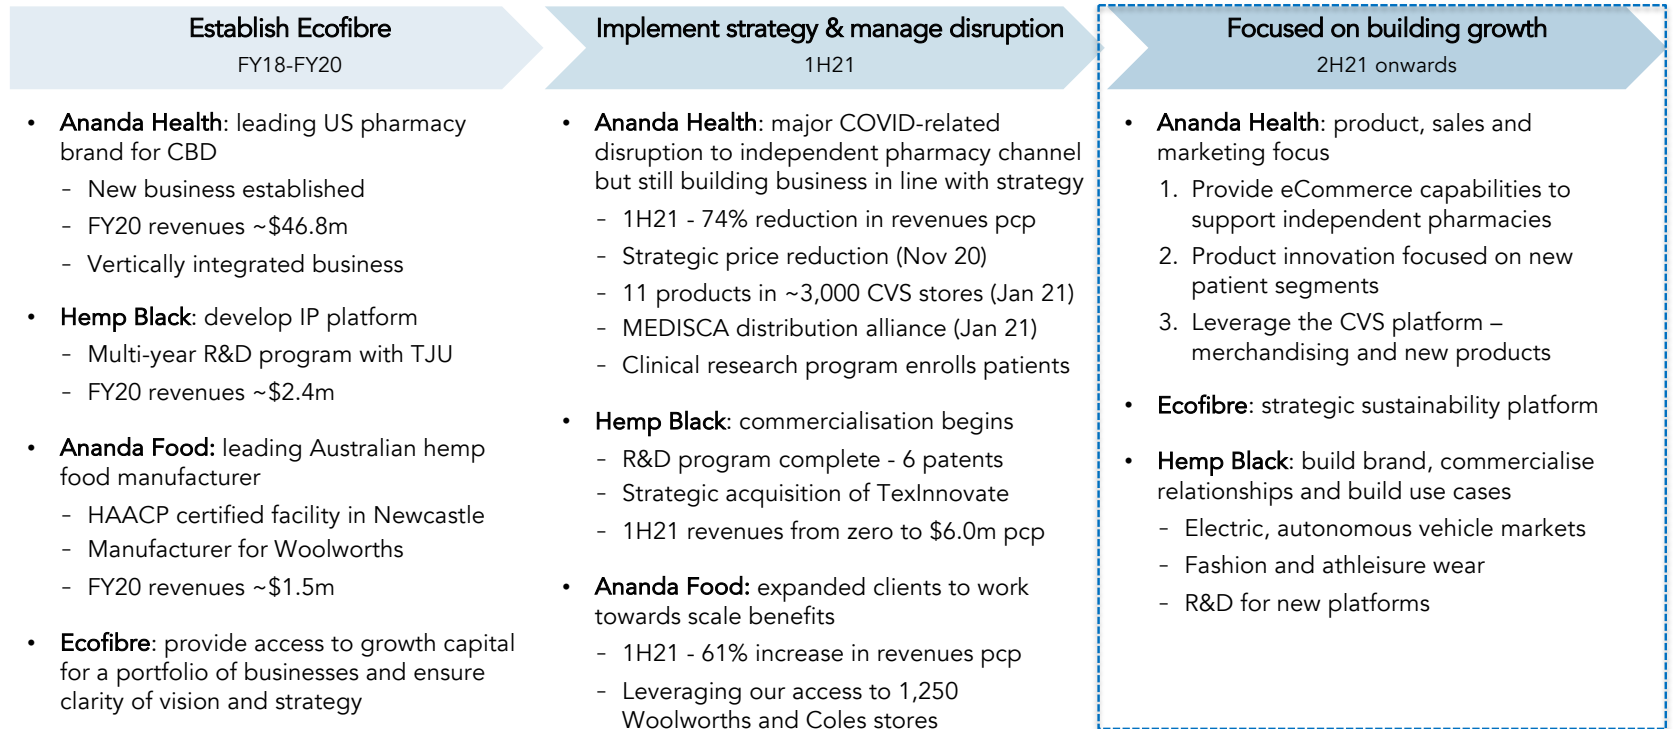 Establish Ecofibre
FY18-FY20
• Ananda Health: leading US pharmacy
brand for CBD
- New business established
- FY20 revenues ~$46.8m
- Vertically integrated business
• Hemp Black: develop IP platform
- Multi-year R&D program with TJU
- FY20 revenues ~$2.4m
• Ananda Food: leading Australian hemp
food manufacturer
- HAACP certified facility in Newcastle
- Manufacturer for Woolworths
- FY20 revenues ~$1.5m
• Ecofibre: provide access to growth capital
for a portfolio of businesses and ensure
clarity of vision and strategy
Implement strategy & manage disruption
1H21
• Ananda Health: major COVID-related
disruption to independent pharmacy channel
but still building business in line with strategy
- 1H21 - 74% reduction in revenues pcp
- Strategic price reduction (Nov 20)
- 11 products in ~3,000 CVS stores (Jan 21)
- MEDISCA distribution alliance (Jan 21)
- Clinical research program enrolls patients
• Hemp Black: commercialisation begins
- R&D program complete - 6 patents
- Strategic acquisition of TexInnovate
- 1H21 revenues from zero to $6.0m pcp
• Ananda Food: expanded clients to work
towards scale benefits
- 1H21 - 61% increase in revenues pcp
- Leveraging our access to 1,250
Woolworths and Coles stores
Focused on building growth
2H21 onwards
• Ananda Health: product, sales and
marketing focus
1. Provide eCommerce capabilities to
support independent pharmacies
2. Product innovation focused on new
patient segments
3. Leverage the CVS platform –
merchandising and new products
• Ecofibre: strategic sustainability platform
• Hemp Black: build brand, commercialise
relationships and build use cases
- Electric, autonomous vehicle markets
- Fashion and athleisure wear
- R&D for new platforms